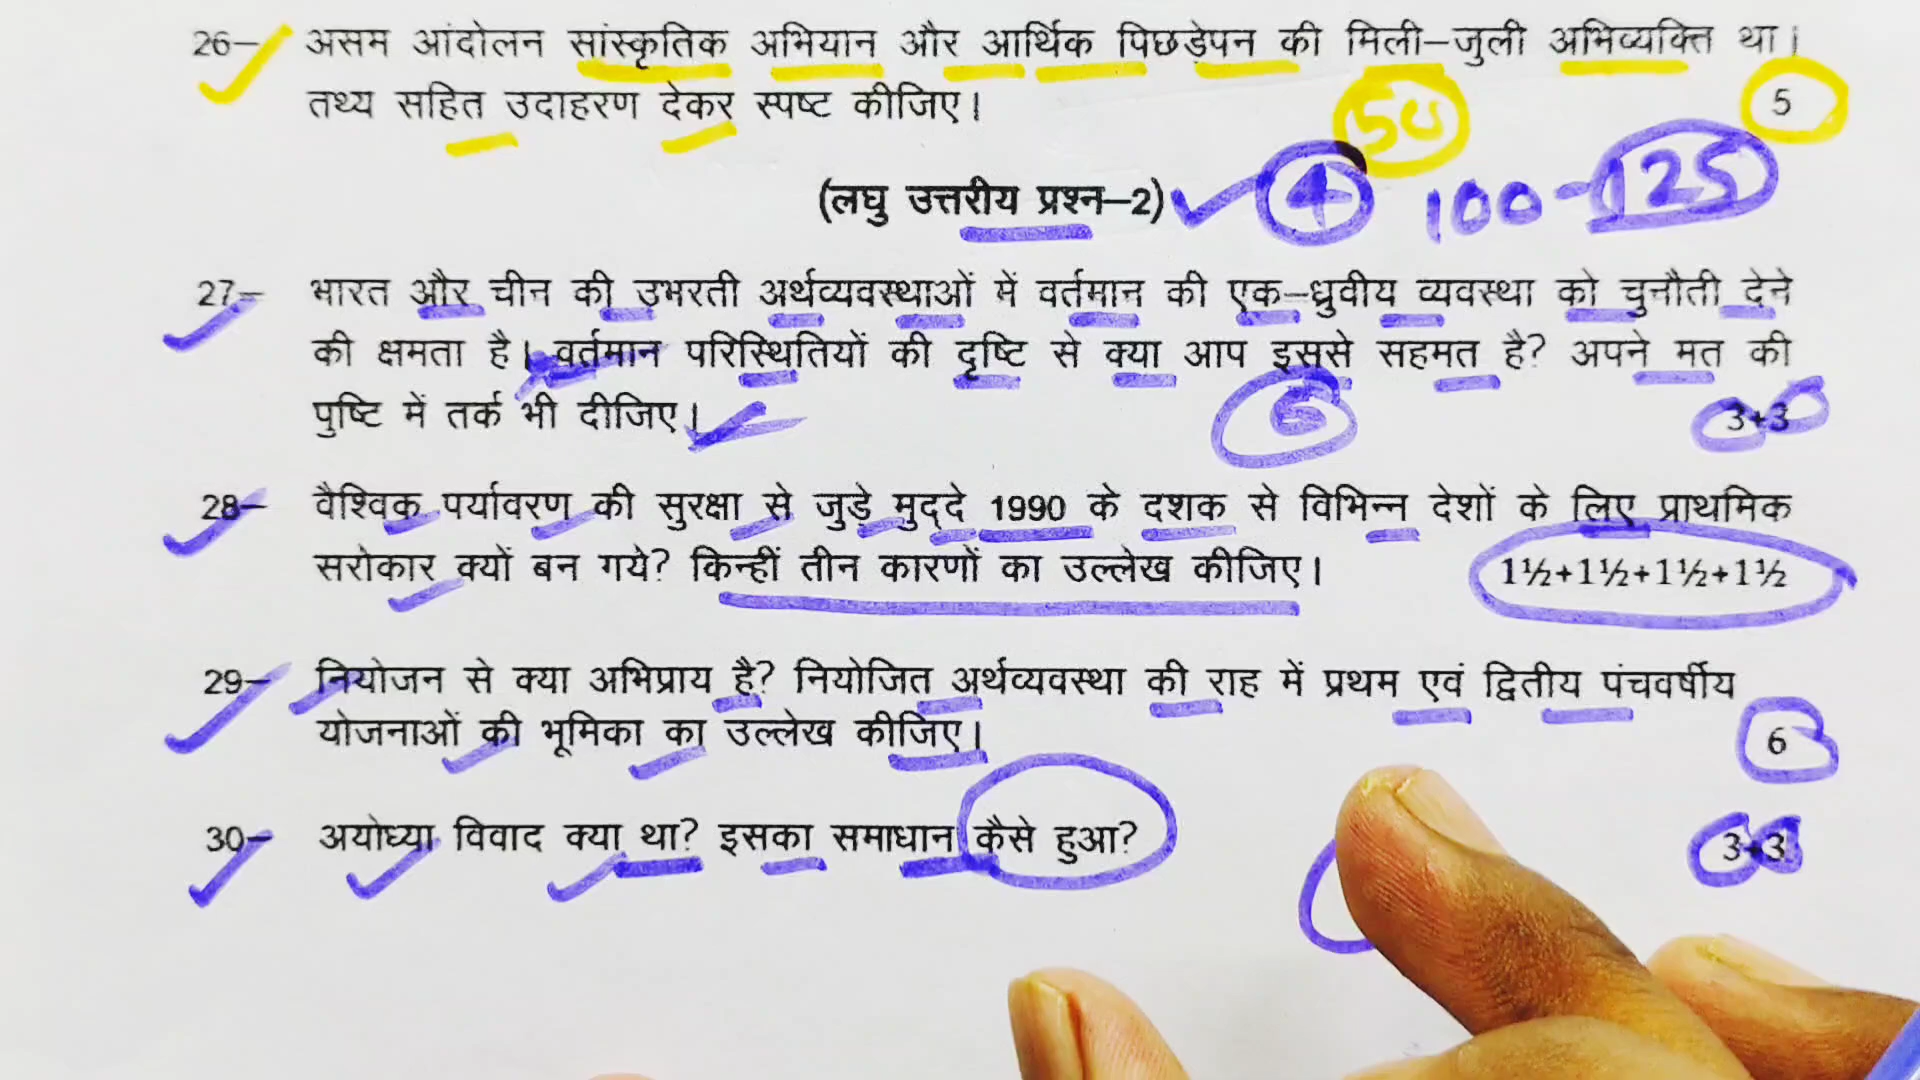 26– असम आंदोलन सांस्कृतिक अभियान और आर्थिक पिछड़ेपन की मिली–जुली अभिव्यक्ति था।
तथ्य सहित उदाहरण देकर स्पष्ट कीजिए। 50 5
(लघु उत्तरीय प्रश्न–2) 4 100-125
27– भारत और चीन की उभरती अर्थव्यवस्थाओं में वर्तमान की एक–ध्रुवीय व्यवस्था को चुनौती देने
की क्षमता है। वर्तमान परिस्थितियों की दृष्टि से क्या आप इससे सहमत है? अपने मत की
पुष्टि में तर्क भी दीजिए। 3+3
28– वैश्विक पर्यावरण की सुरक्षा से जुड़े मुद्दे 1990 के दशक से विभिन्न देशों के लिए प्राथमिक
सरोकार क्यों बन गये? किन्हीं तीन कारणों का उल्लेख कीजिए। 1½+1½+1½+1½
29– नियोजन से क्या अभिप्राय है? नियोजित अर्थव्यवस्था की राह में प्रथम एवं द्वितीय पंचवर्षीय
योजनाओं की भूमिका का उल्लेख कीजिए। 6
30– अयोध्या विवाद क्या था? इसका समाधान कैसे हुआ? 3+3